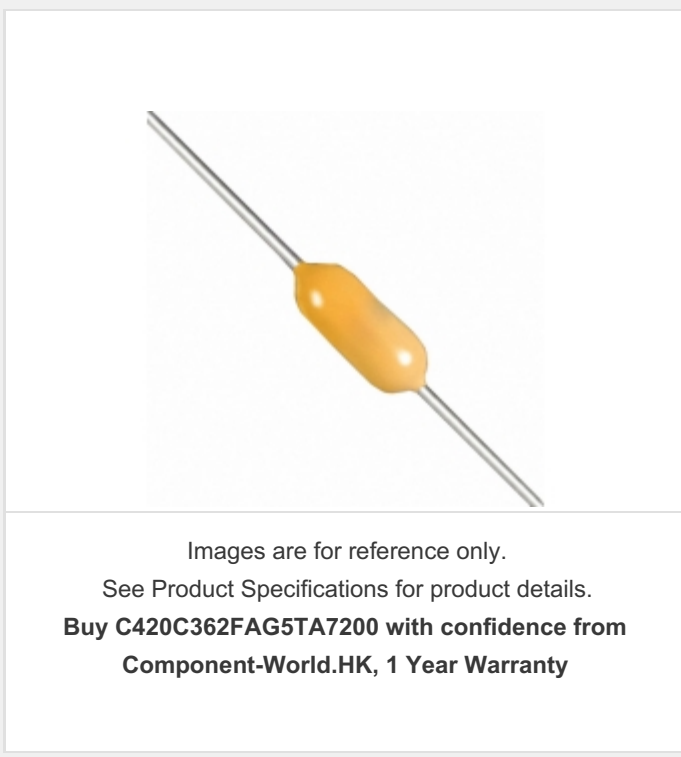 Images are for reference only.
See Product Specifications for product details.
Buy C420C362FAG5TA7200 with confidence from
Component-World.HK, 1 Year Warranty